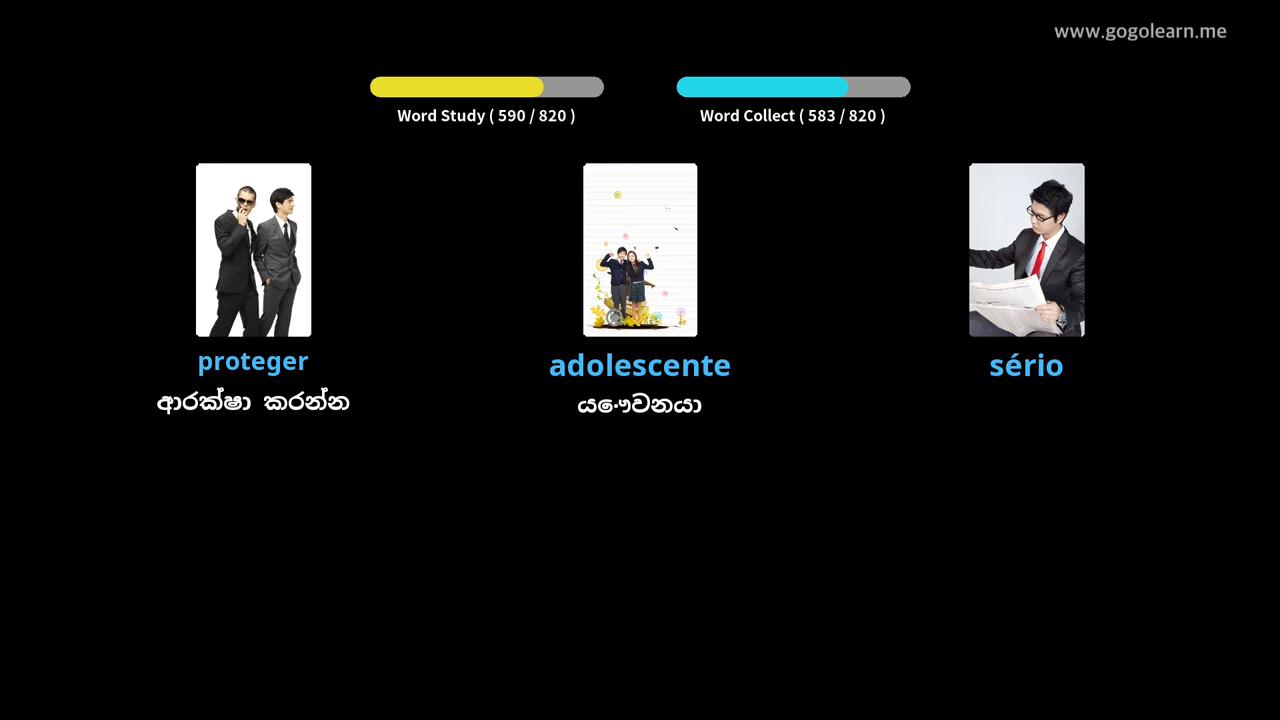 www.gogolearn.me
Word Study ( 590 / 820 )
Word Collect ( 583 / 820 )
proteger
ආරක්ෂා කරන්න
adolescente
යෞවනයා
sério